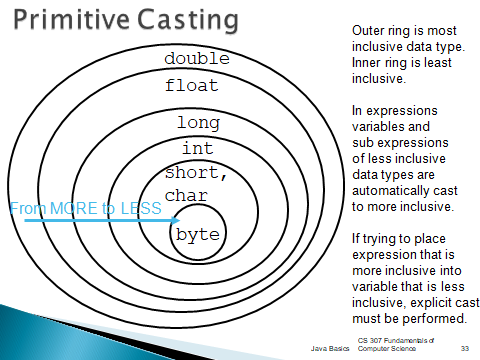 Primitive Casting
double
float
long
int
short,
char
From MORE to LESS
byte
Outer ring is most
inclusive data type.
Inner ring is least
inclusive.
In expressions
variables and
sub expressions
of less inclusive
data types are
automatically cast
to more inclusive.
If trying to place
expression that is
more inclusive into
variable that is less
inclusive, explicit cast
must be performed.
Java Basics
CS 307 Fundamentals of
Computer Science
33